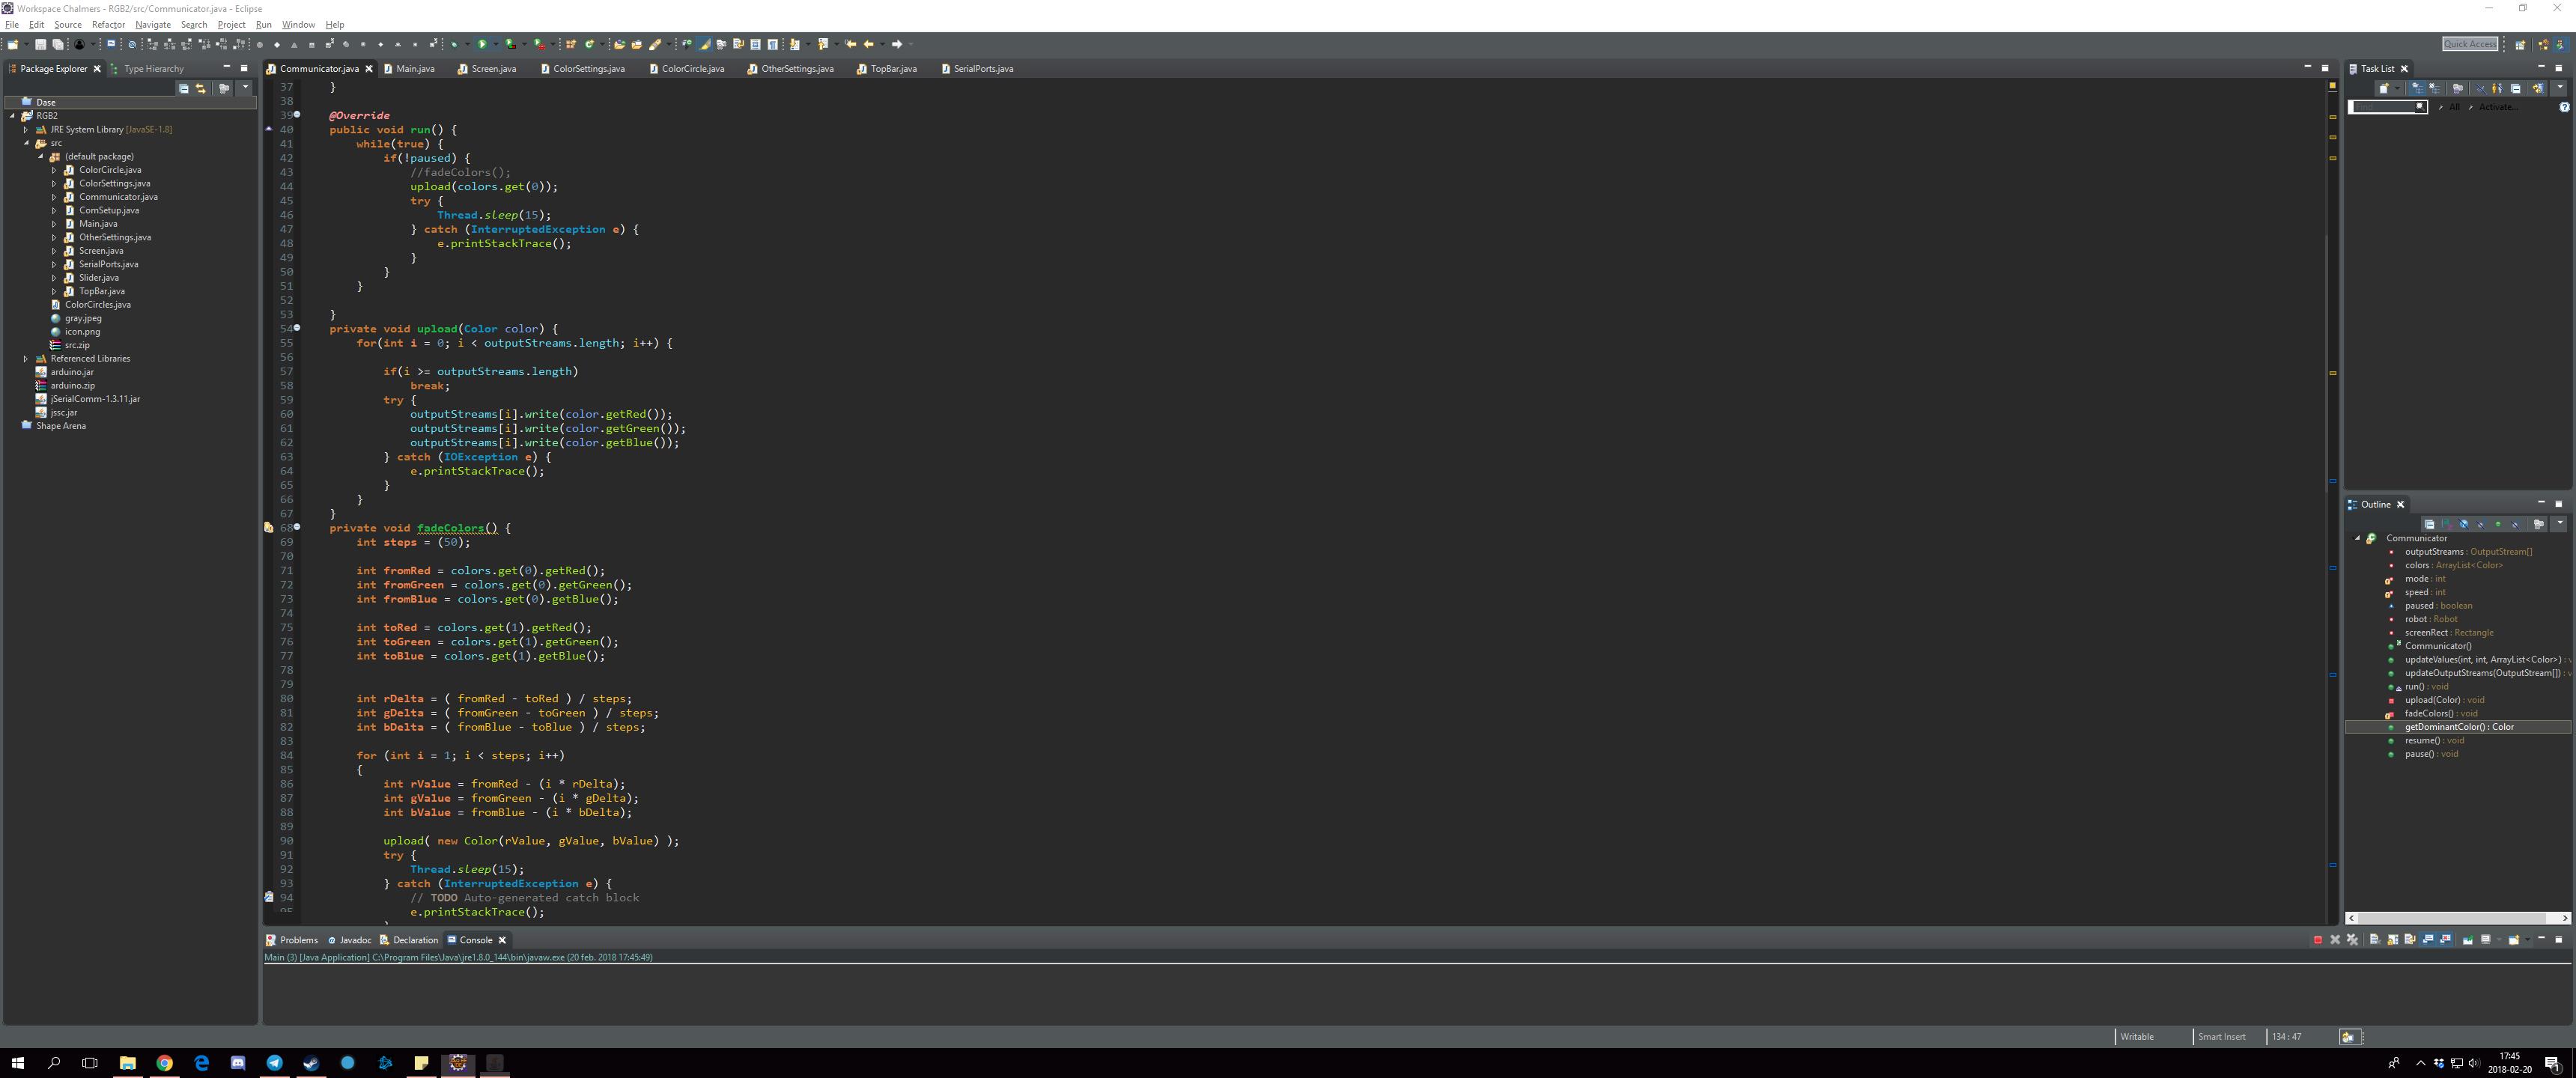 Workspace Chalmers - RGB2/src/Communicator.java - Eclipse
File Edit Source Refactor Navigate Search Project Run Window Help
Quick Access
Package Explorer Type Hierarchy
Dase
RGB2
JRE System Library [JavaSE-1.8]
src
(default package)
ColorCircle.java
ColorSettings.java
Communicator.java
ComSetup.java
Main.java
OtherSettings.java
Screen.java
SerialPorts.java
Slider.java
TopBar.java
ColorCircles.java
gray.jpeg
icon.png
src.zip
Referenced Libraries
arduino.jar
arduino.zip
jSerialComm-1.3.11.jar
jssc.jar
Shape Arena
Communicator.java Main.java Screen.java ColorSettings.java ColorCircle.java OtherSettings.java TopBar.java SerialPorts.java
37 }
38
39 @Override
40 public void run() {
41 while(true) {
42 if(!paused) {
43 //fadeColors();
44 upload(colors.get(0));
45 try {
46 Thread.sleep(15);
47 } catch (InterruptedException e) {
48 e.printStackTrace();
49 }
50 }
51 }
52
53 }
54 private void upload(Color color) {
55 for(int i = 0; i < outputStreams.length; i++) {
56
57 if(i >= outputStreams.length)
58 break;
59 try {
60 outputStreams[i].write(color.getRed());
61 outputStreams[i].write(color.getGreen());
62 outputStreams[i].write(color.getBlue());
63 } catch (IOException e) {
64 e.printStackTrace();
65 }
66 }
67 }
68 private void fadeColors() {
69 int steps = (50);
70
71 int fromRed = colors.get(0).getRed();
72 int fromGreen = colors.get(0).getGreen();
73 int fromBlue = colors.get(0).getBlue();
74
75 int toRed = colors.get(1).getRed();
76 int toGreen = colors.get(1).getGreen();
77 int toBlue = colors.get(1).getBlue();
78
79
80 int rDelta = ( fromRed - toRed ) / steps;
81 int gDelta = ( fromGreen - toGreen ) / steps;
82 int bDelta = ( fromBlue - toBlue ) / steps;
83
84 for (int i = 1; i < steps; i++)
85 {
86 int rValue = fromRed - (i * rDelta);
87 int gValue = fromGreen - (i * gDelta);
88 int bValue = fromBlue - (i * bDelta);
89
90 upload( new Color(rValue, gValue, bValue) );
91 try {
92 Thread.sleep(15);
93 } catch (InterruptedException e) {
94 // TODO Auto-generated catch block
95 e.printStackTrace();
Task List
All Activate...
Outline
Communicator
outputStreams : OutputStream[]
colors : ArrayList<Color>
mode : int
speed : int
paused : boolean
robot : Robot
screenRect : Rectangle
Communicator()
updateValues(int, int, ArrayList<Color>) : v
updateOutputStreams(OutputStream[]) : v
run() : void
upload(Color) : void
fadeColors() : void
getDominantColor() : Color
resume() : void
pause() : void
Problems Javadoc Declaration Console
Main (3) [Java Application] C:\Program Files\Java\jre1.8.0_144\bin\javaw.exe (20 feb. 2018 17:45:49)
Writable Smart Insert 134 : 47
17:45
2018-02-20